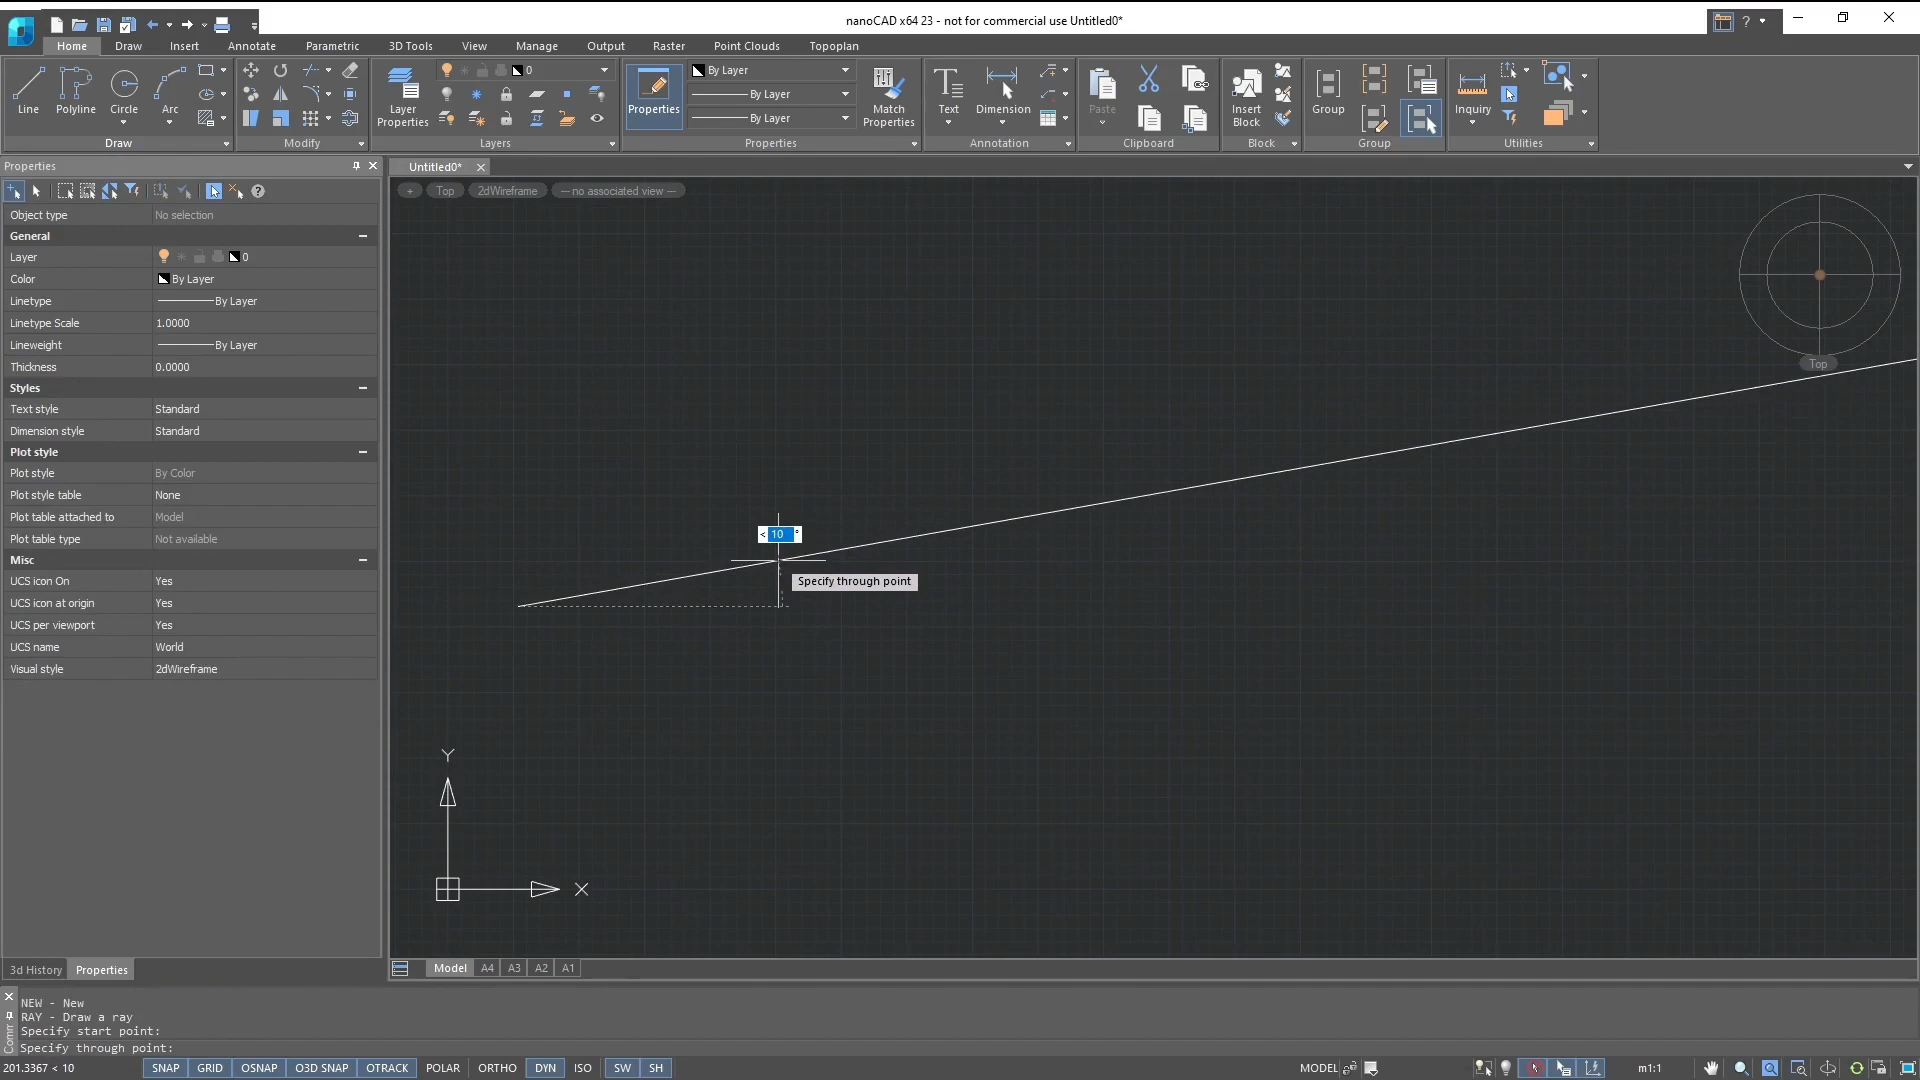 nanoCAD x64 23 - not for commercial use Untitled0*
?
Home Draw Insert Annotate Parametric 3D Tools View Manage Output Raster Point Clouds Topoplan
Line Polyline Circle Arc
Layer Properties
0
Properties
By Layer
By Layer
By Layer
Match Properties
Text Dimension
Paste
Insert Block
Group
Inquiry
Draw Modify Layers Properties Annotation Clipboard Block Group Utilities
Properties
Untitled0*
+ Top 2dWireframe — no associated view —
Object type No selection
General
Layer 0
Color By Layer
Linetype By Layer
Linetype Scale 1.0000
Lineweight By Layer
Thickness 0.0000
Styles
Text style Standard
Dimension style Standard
Plot style
Plot style By Color
Plot style table None
Plot table attached to Model
Plot table type Not available
Misc
UCS icon On Yes
UCS icon at origin Yes
UCS per viewport Yes
UCS name World
Visual style 2dWireframe
Top
< 10 °
Specify through point
Y
X
3d History Properties
Model A4 A3 A2 A1
Comm
NEW - New
RAY - Draw a ray
Specify start point:
Specify through point:
201.3367 < 10 SNAP GRID OSNAP O3D SNAP OTRACK POLAR ORTHO DYN ISO SW SH MODEL m1:1